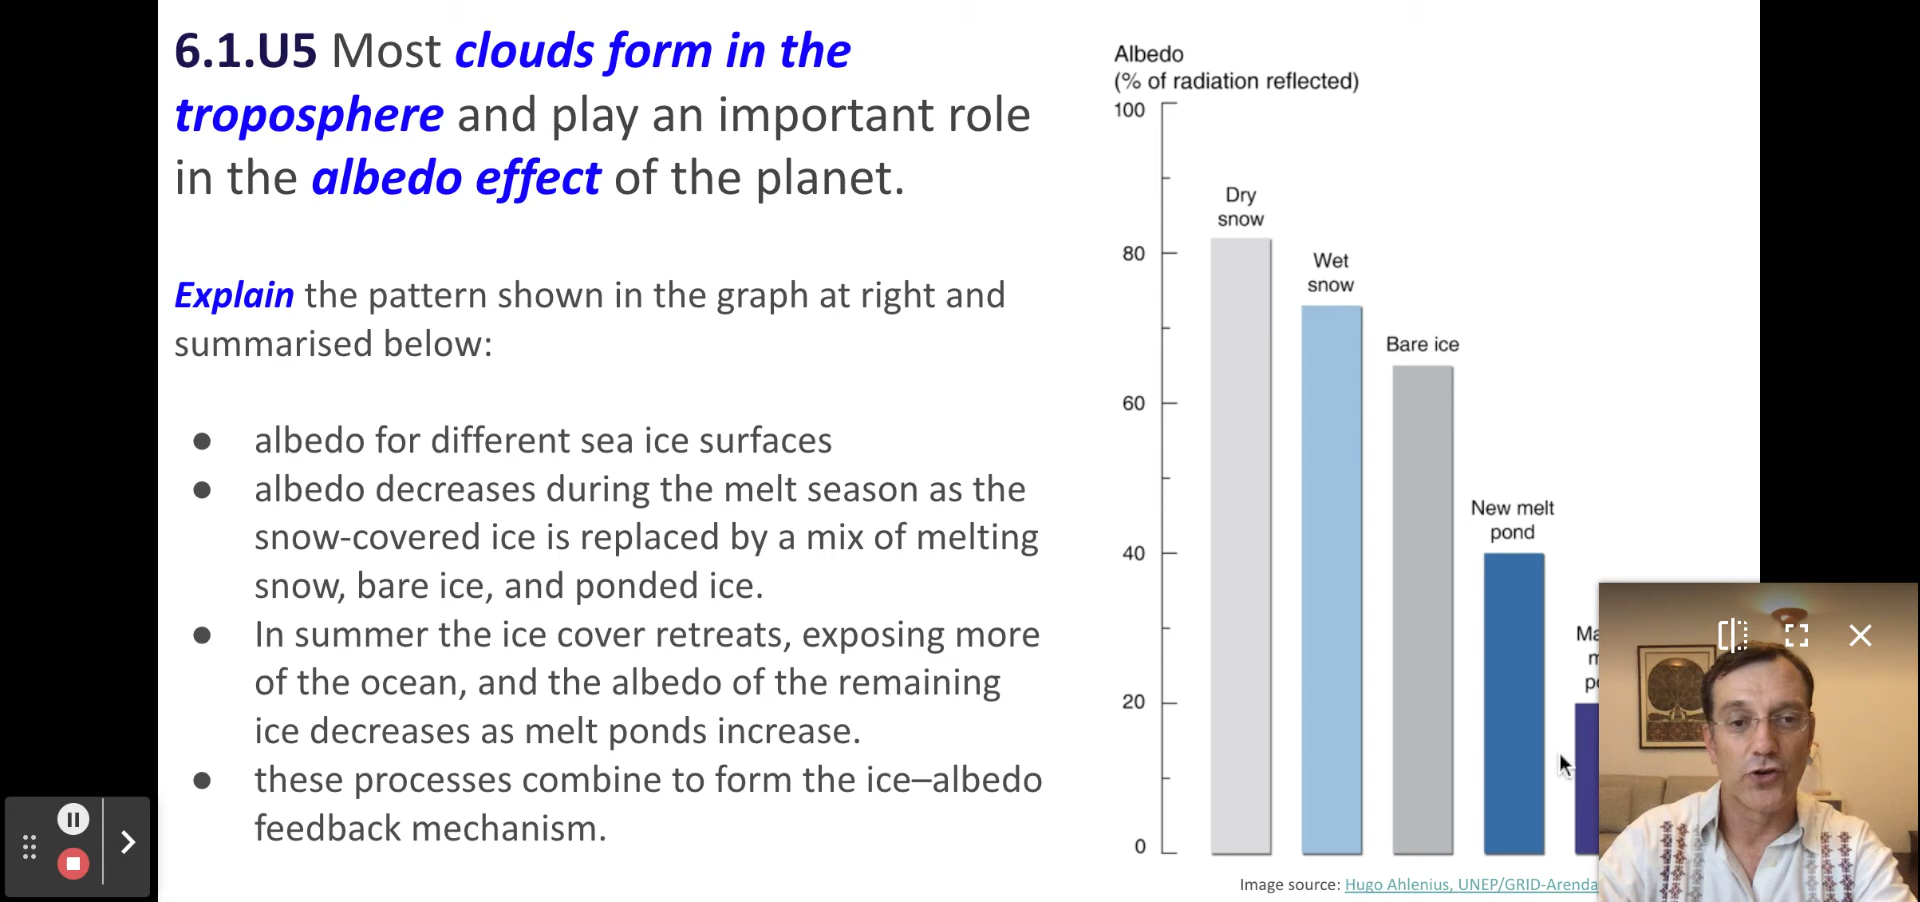 6.1.U5 Most clouds form in the
troposphere and play an important role
in the albedo effect of the planet.
Explain the pattern shown in the graph at right and
summarised below:
● albedo for different sea ice surfaces
● albedo decreases during the melt season as the
snow-covered ice is replaced by a mix of melting
snow, bare ice, and ponded ice.
● In summer the ice cover retreats, exposing more
of the ocean, and the albedo of the remaining
ice decreases as melt ponds increase.
● these processes combine to form the ice–albedo
feedback mechanism.
Albedo
(% of radiation reflected)
100
80
60
40
20
0
Dry
snow
Wet
snow
Bare ice
New melt
pond
Image source: Hugo Ahlenius, UNEP/GRID-Arenda